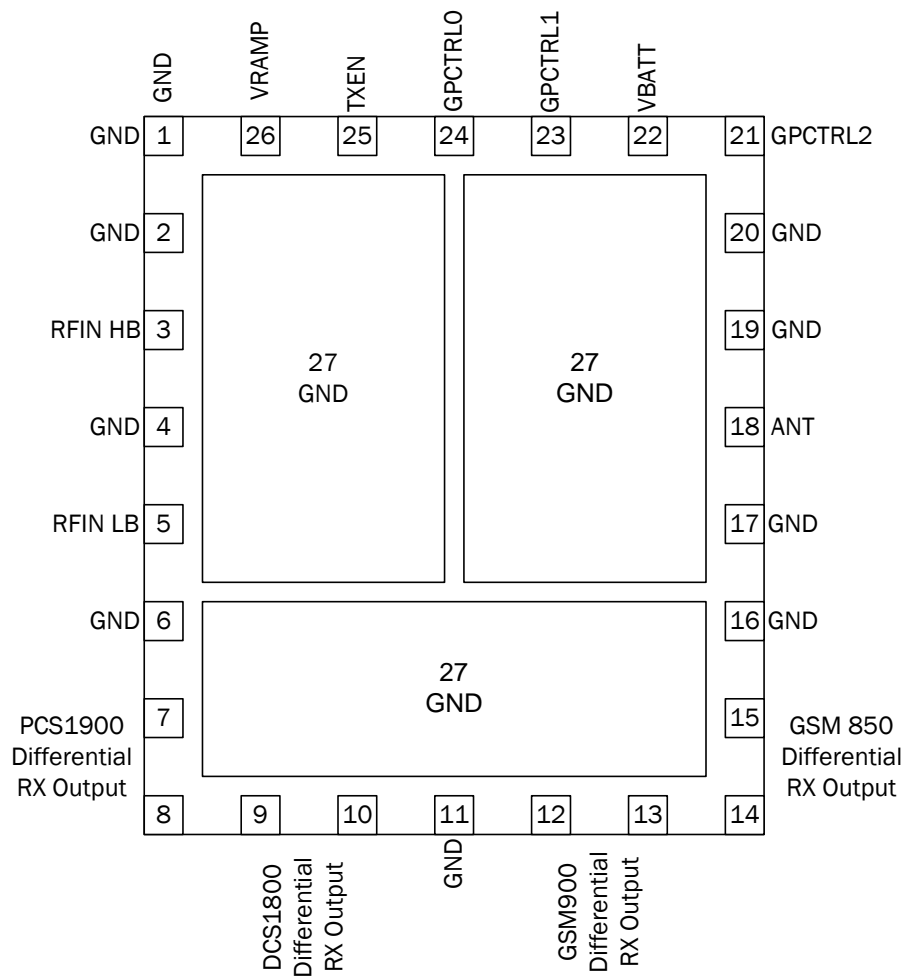 GND
VRAMP
TXEN
GPCTRL0
GPCTRL1
VBATT
GND 1 26 25 24 23 22 21 GPCTRL2
GND 2
20 GND
RFIN HB 3
19 GND
27
GND
27
GND
GND 4
18 ANT
RFIN LB 5
17 GND
GND 6
16 GND
27
GND
PCS1900
Differential
RX Output
7
15
GSM 850
Differential
RX Output
8 9 10 11 12 13 14
DCS1800
Differential
RX Output
GND
GSM900
Differential
RX Output